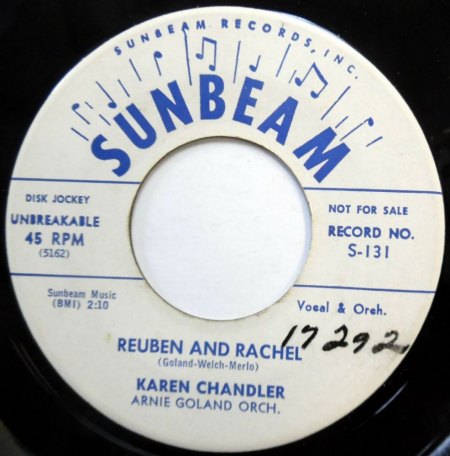 SUNBEAM RECORDS, INC.
SUNBEAM
DISK JOCKEY
UNBREAKABLE
45 RPM
(5162)
NOT FOR SALE
RECORD NO.
S-131
Sunbeam Music
(BMI) 2:10
Vocal & Orch.
REUBEN AND RACHEL
17292
(Goland-Welch-Merlo)
KAREN CHANDLER
ARNIE GOLAND ORCH.